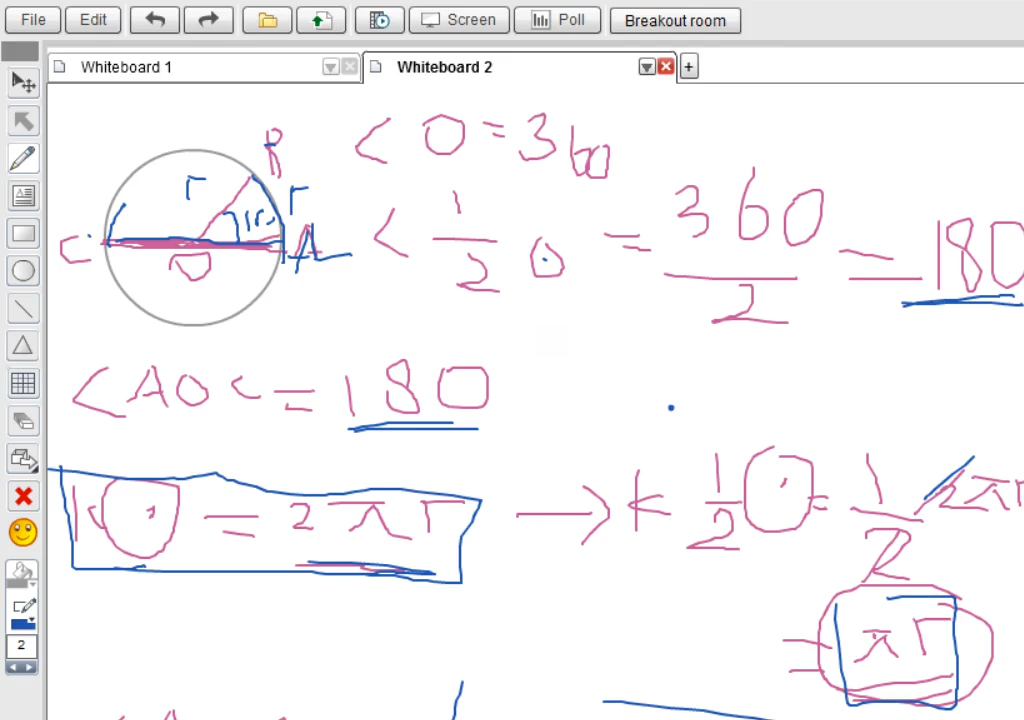 File Edit Screen Poll Breakout room
Whiteboard 1 Whiteboard 2
< O = 360
r r 1r
C O A
< 1/2 O = 360/2 = 180
<AOC = 180
2πr → 1/2 = 1/2 2πr
= πr
2